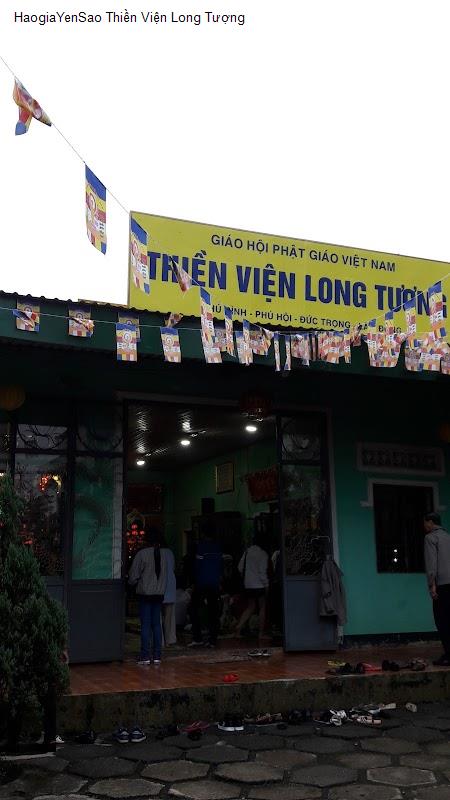 HaogiaYenSao Thiền Viện Long Tượng
GIÁO HỘI PHẬT GIÁO VIỆT NAM
THIỀN VIỆN LONG TƯỢNG
PHÚ HỘI - ĐỨC TRỌNG